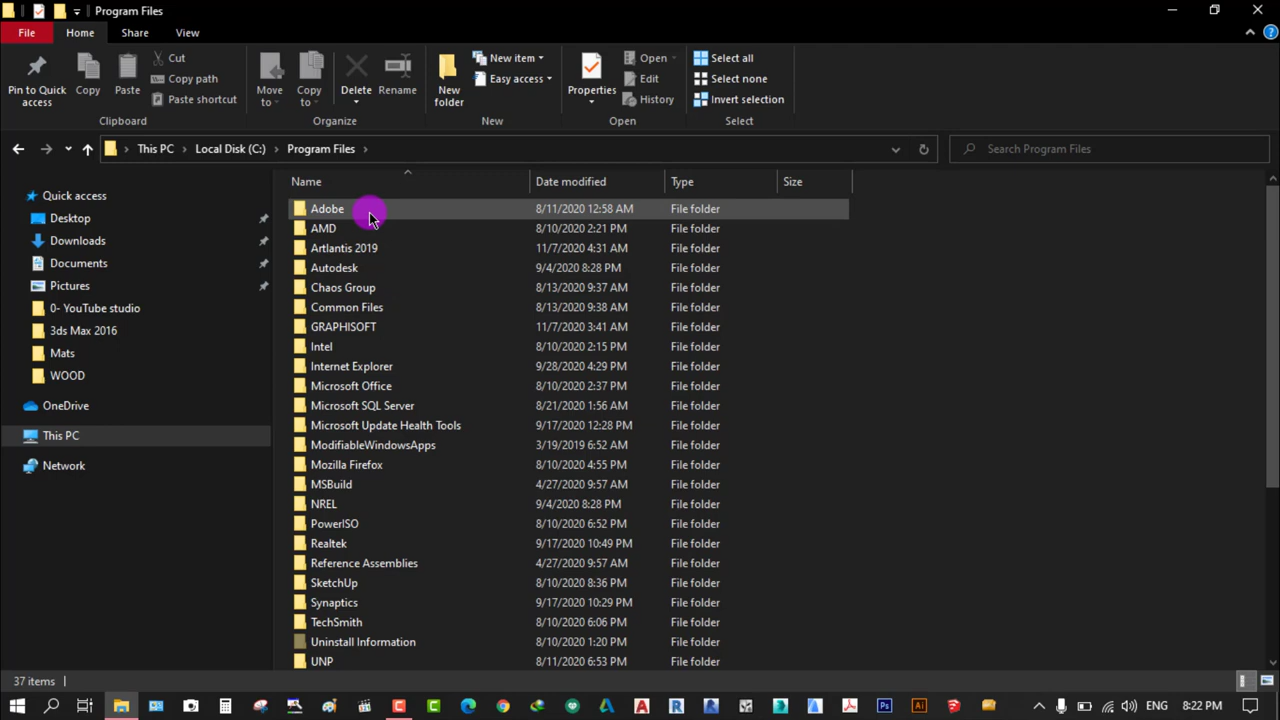 Program Files
File
Home
Share
View
Pin to Quick access
Copy
Paste
Cut
Copy path
Paste shortcut
Clipboard
Move to
Copy to
Delete
Rename
Organize
New folder
New item
Easy access
New
Properties
Open
Edit
History
Open
Select all
Select none
Invert selection
Select
This PC
Local Disk (C:)
Program Files
Search Program Files
Name
Date modified
Type
Size
Quick access
Desktop
Downloads
Documents
Pictures
0- YouTube studio
3ds Max 2016
Mats
WOOD
OneDrive
This PC
Network
Adobe 8/11/2020 12:58 AM File folder
AMD 8/10/2020 2:21 PM File folder
Artlantis 2019 11/7/2020 4:31 AM File folder
Autodesk 9/4/2020 8:28 PM File folder
Chaos Group 8/13/2020 9:37 AM File folder
Common Files 8/13/2020 9:38 AM File folder
GRAPHISOFT 11/7/2020 3:41 AM File folder
Intel 8/10/2020 2:15 PM File folder
Internet Explorer 9/28/2020 4:29 PM File folder
Microsoft Office 8/10/2020 2:37 PM File folder
Microsoft SQL Server 8/21/2020 1:56 AM File folder
Microsoft Update Health Tools 9/17/2020 12:28 PM File folder
ModifiableWindowsApps 3/19/2019 6:52 AM File folder
Mozilla Firefox 8/10/2020 4:55 PM File folder
MSBuild 4/27/2020 9:57 AM File folder
NREL 9/4/2020 8:28 PM File folder
PowerISO 8/10/2020 6:52 PM File folder
Realtek 9/17/2020 10:49 PM File folder
Reference Assemblies 4/27/2020 9:57 AM File folder
SketchUp 8/10/2020 8:36 PM File folder
Synaptics 9/17/2020 10:29 PM File folder
TechSmith 8/10/2020 6:06 PM File folder
Uninstall Information 8/10/2020 1:20 PM File folder
UNP 8/11/2020 6:53 PM File folder
37 items
ENG
8:22 PM